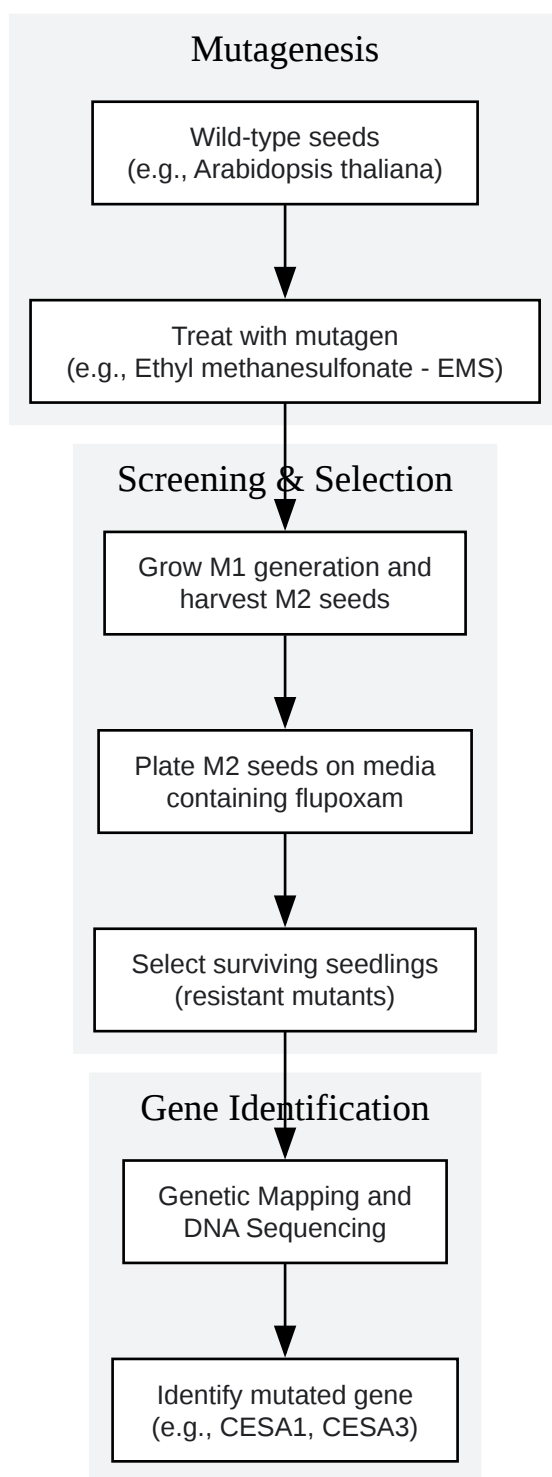 Mutagenesis
Wild-type seeds
(e.g., Arabidopsis thaliana)
Treat with mutagen
(e.g., Ethyl methanesulfonate - EMS)
Screening & Selection
Grow M1 generation and
harvest M2 seeds
Plate M2 seeds on media
containing flupoxam
Select surviving seedlings
(resistant mutants)
Gene Identification
Genetic Mapping and
DNA Sequencing
Identify mutated gene
(e.g., CESA1, CESA3)